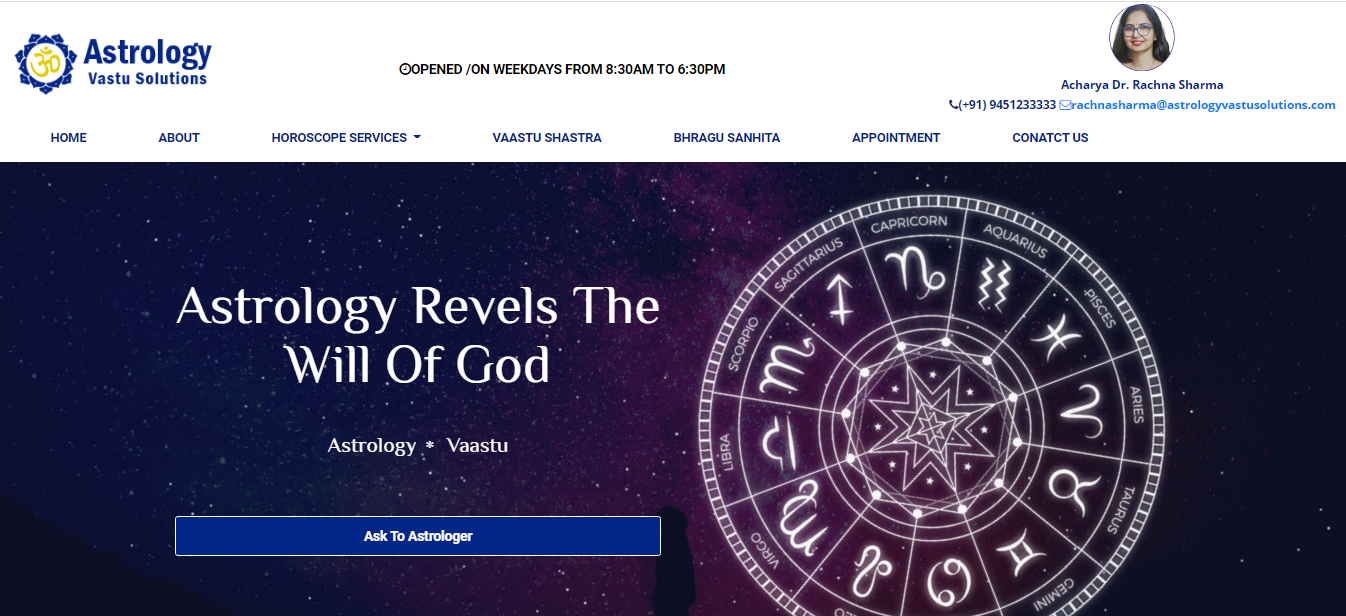 Astrology
Vastu Solutions
OPENED /ON WEEKDAYS FROM 8:30AM TO 6:30PM
Acharya Dr. Rachna Sharma
(+91) 9451233333 rachnasharma@astrologyvastusolutions.com
HOME ABOUT HOROSCOPE SERVICES VAASTU SHASTRA BHRAGU SANHITA APPOINTMENT CONATCT US
Astrology Revels The
Will Of God
Astrology * Vaastu
Ask To Astrologer
CAPRICORN
AQUARIUS
PISCES
ARIES
TAURUS
GEMINI
VIRGO
LIBRA
SCORPIO
SAGITTARIUS